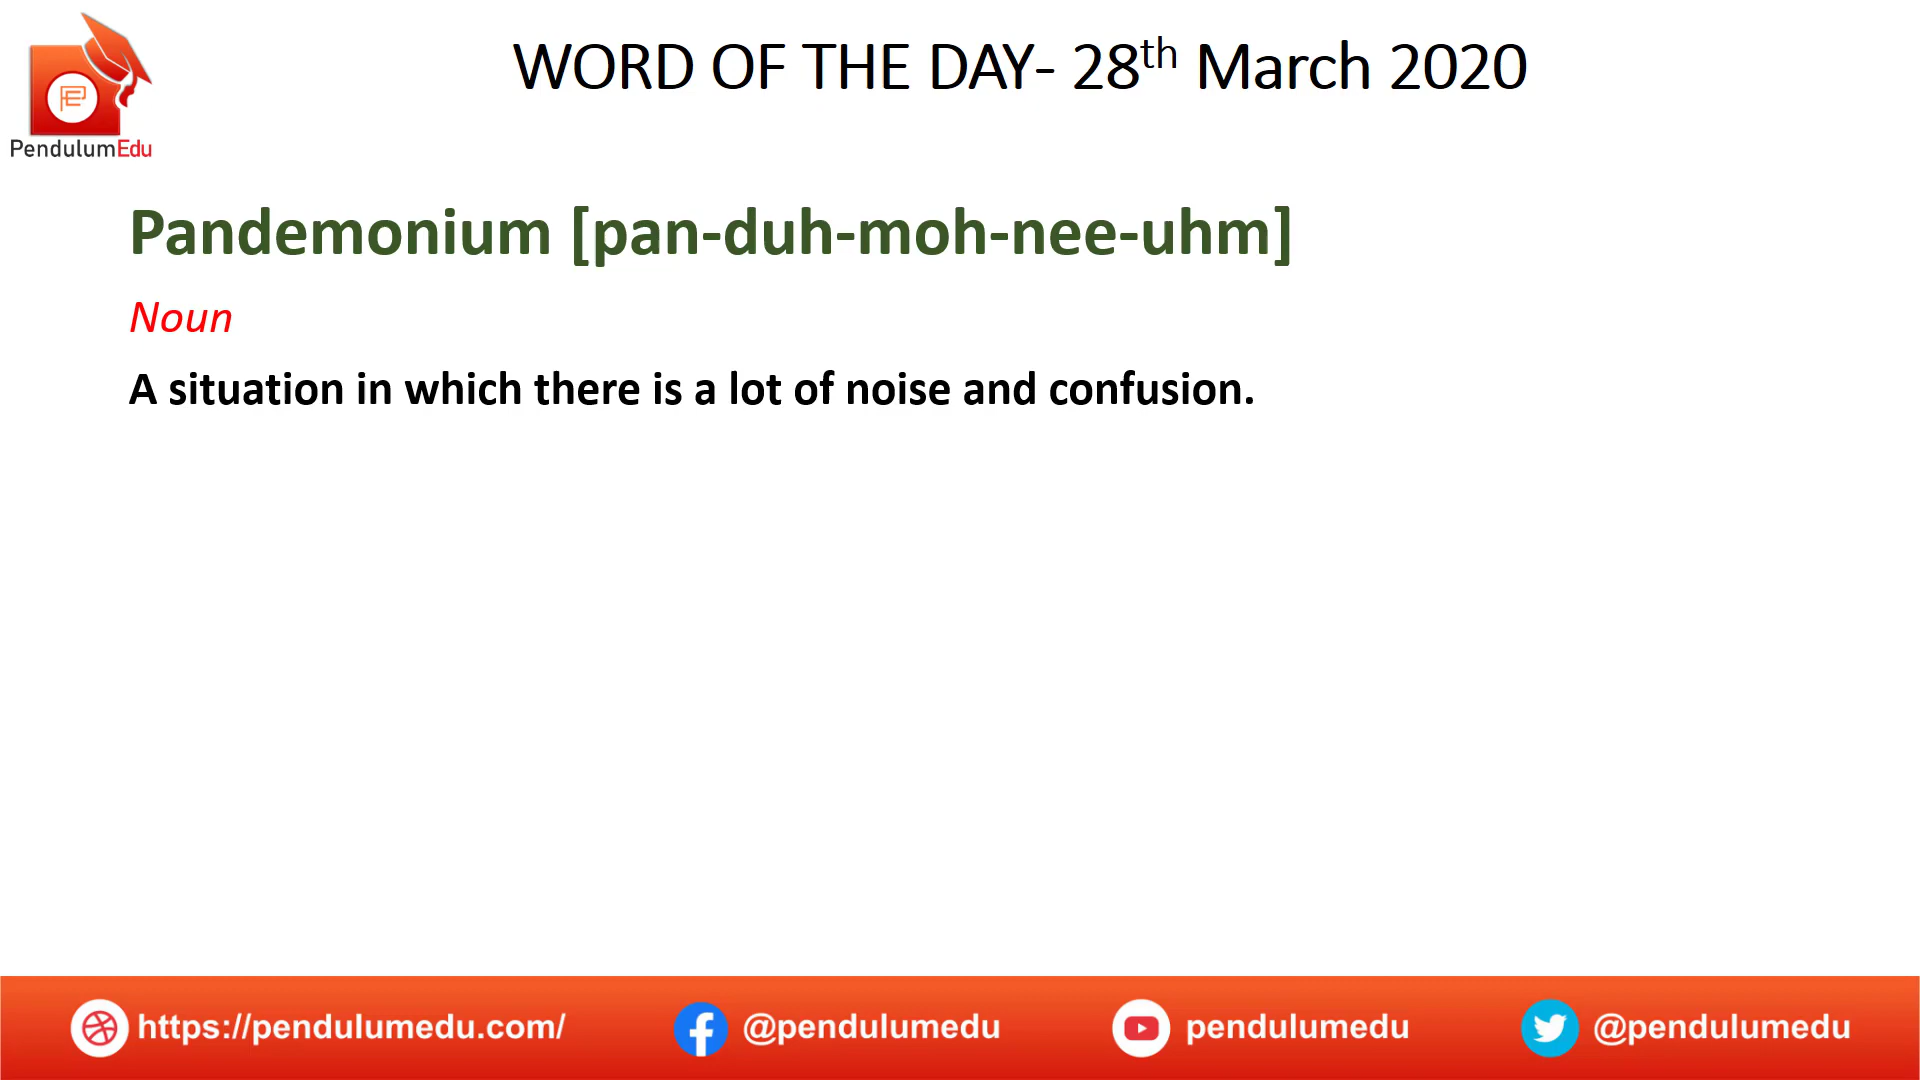 WORD OF THE DAY- 28th March 2020
PendulumEdu
Pandemonium [pan-duh-moh-nee-uhm]
Noun
A situation in which there is a lot of noise and confusion.
https://pendulumedu.com/ @pendulumedu pendulumedu @pendulumedu